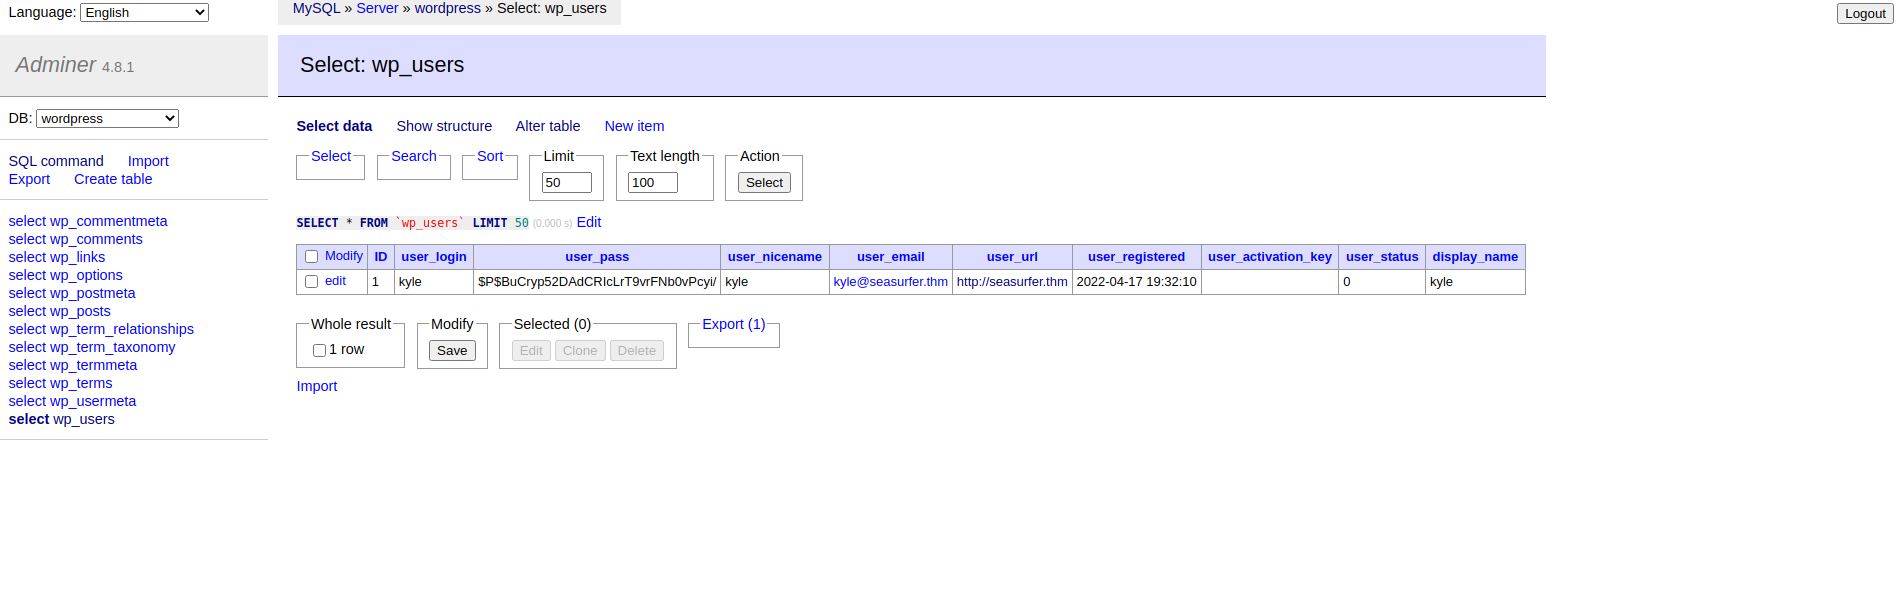 Language: English
MySQL » Server » wordpress » Select: wp_users
Logout
Adminer 4.8.1
Select: wp_users
DB: wordpress
SQL command Import
Export Create table
select wp_commentmeta
select wp_comments
select wp_links
select wp_options
select wp_postmeta
select wp_posts
select wp_term_relationships
select wp_term_taxonomy
select wp_termmeta
select wp_terms
select wp_usermeta
select wp_users
Select data Show structure Alter table New item
Select Search Sort Limit Text length Action
50 100 Select
SELECT * FROM `wp_users` LIMIT 50 (0.000 s) Edit
Modify ID user_login user_pass user_nicename user_email user_url user_registered user_activation_key user_status display_name
edit 1 kyle $P$BuCryp52DAdCRIcLrT9vrFNb0vPcyi/ kyle kyle@seasurfer.thm http://seasurfer.thm 2022-04-17 19:32:10 0 kyle
Whole result Modify Selected (0) Export (1)
1 row Save Edit Clone Delete
Import